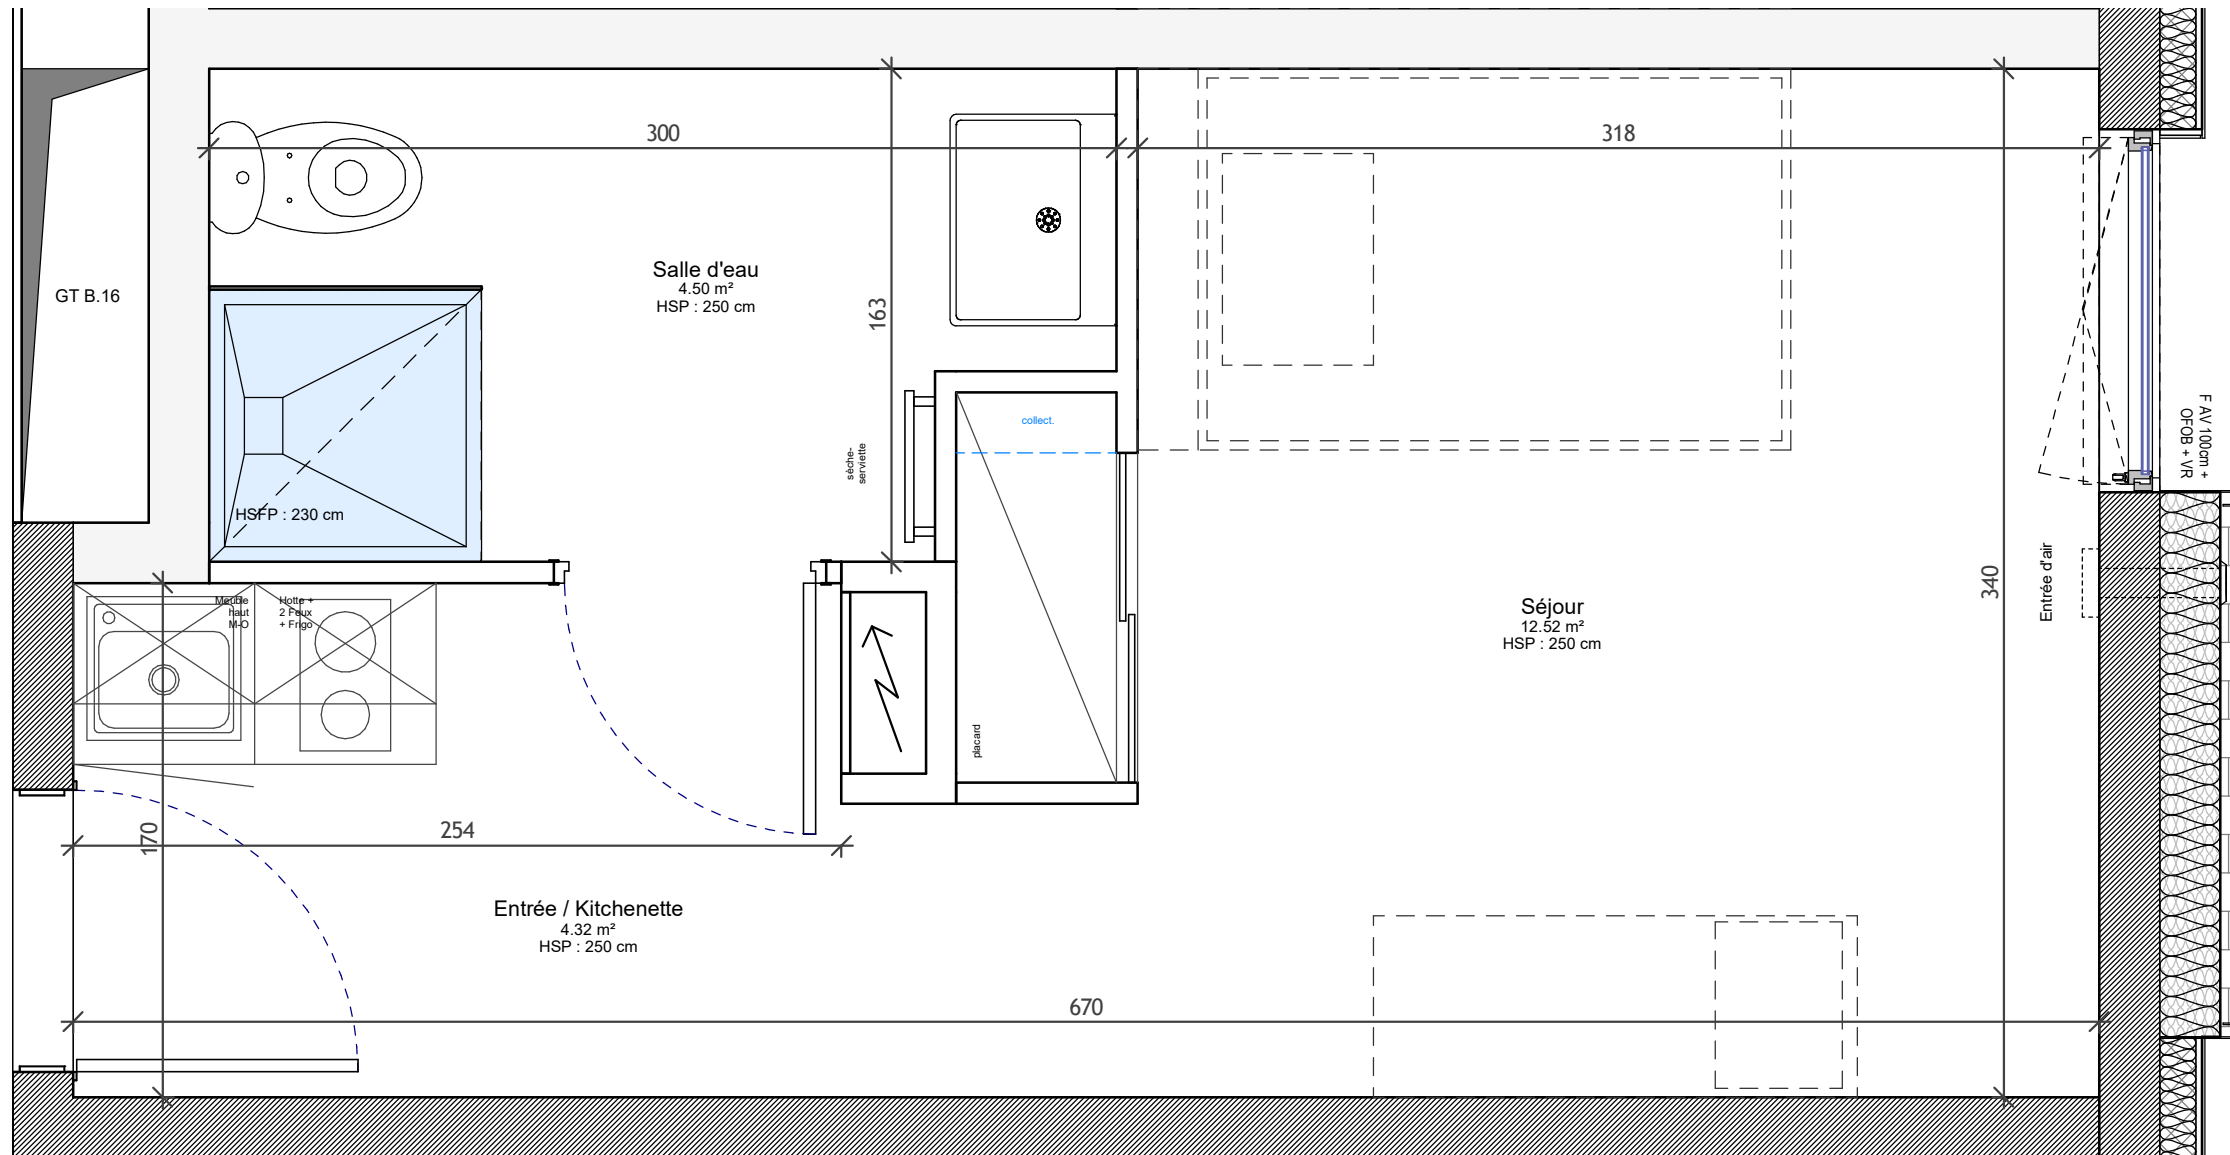 300
318
GT B.16
Salle d'eau
4.50 m²
HSP : 250 cm
163
collect.
sèche-
serviette
HSFP : 230 cm
F AV 100cm +
OFOB + VR
Entrée d'air
340
Séjour
12.52 m²
HSP : 250 cm
Meuble
haut
M-O
Hotte +
2 Feux
+ Frigo
placard
170
254
Entrée / Kitchenette
4.32 m²
HSP : 250 cm
670